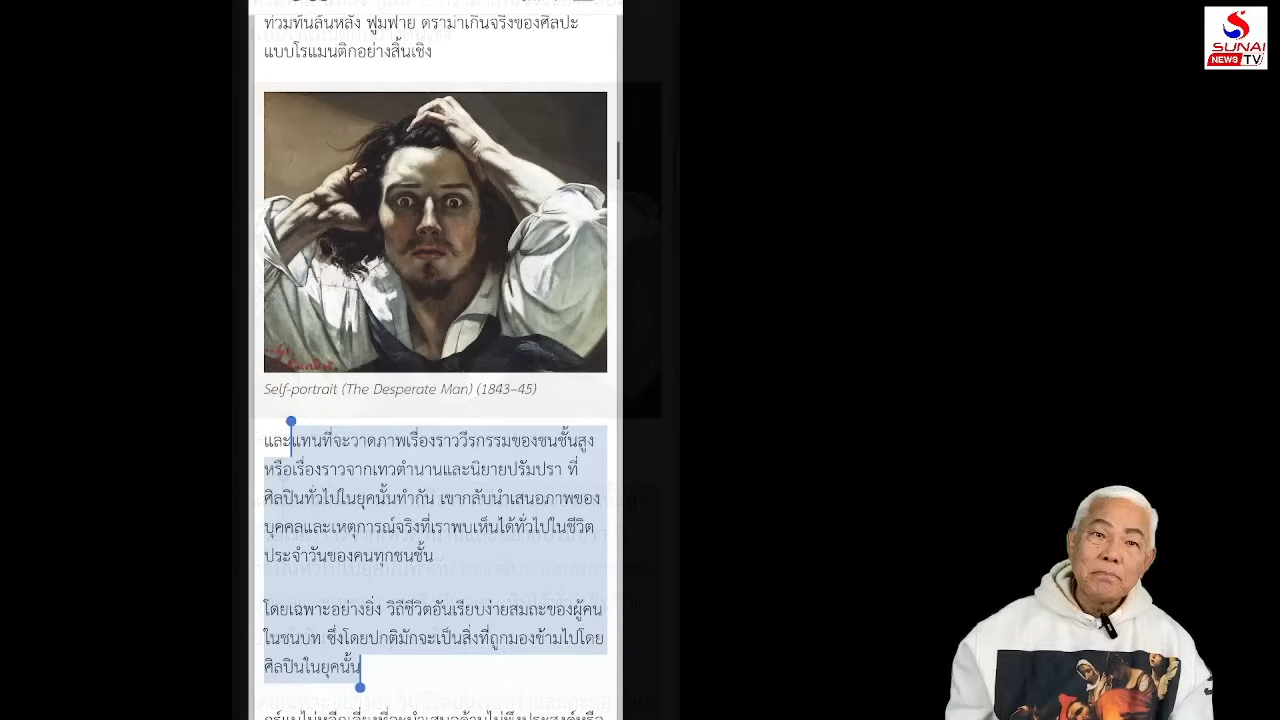 ท่วมท้นล้นหลั่ง ฟูมฟาย ดราม่าเกินจริงของศิลปะ
แบบโรแมนติกอย่างสิ้นเชิง
Self-portrait (The Desperate Man) (1843–45)
และแทนที่จะวาดภาพเรื่องราววีรกรรมของชนชั้นสูง
หรือเรื่องราวจากเทวตำนานและนิยายปรัมปรา ที่
ศิลปินทั่วไปในยุคนั้นทำกัน เขากลับนำเสนอภาพของ
บุคคลและเหตุการณ์จริงที่เราพบเห็นได้ทั่วไปในชีวิต
ประจำวันของคนทุกชนชั้น
โดยเฉพาะอย่างยิ่ง วิถีชีวิตอันเรียบง่ายสมถะของผู้คน
ในชนบท ซึ่งโดยปกติมักจะเป็นสิ่งที่ถูกมองข้ามไปโดย
ศิลปินในยุคนั้น
SUNAI
NEWS TV